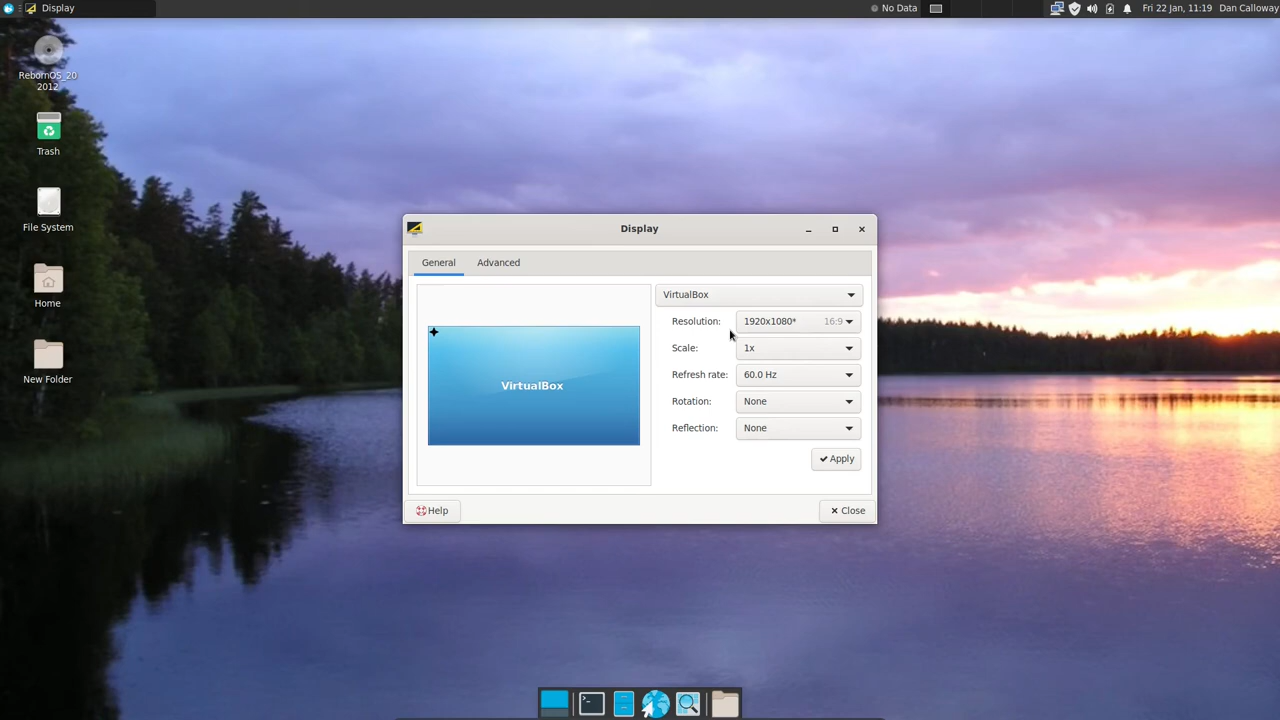 RebornOS Display
No Data
Fri 22 Jan, 11:19 Dan Calloway
RebornOS_20
2012
Trash
File System
Home
New Folder
Display
General Advanced
VirtualBox
VirtualBox
Resolution: 1920x1080* 16:9
Scale: 1x
Refresh rate: 60.0 Hz
Rotation: None
Reflection: None
Apply
Help
Close